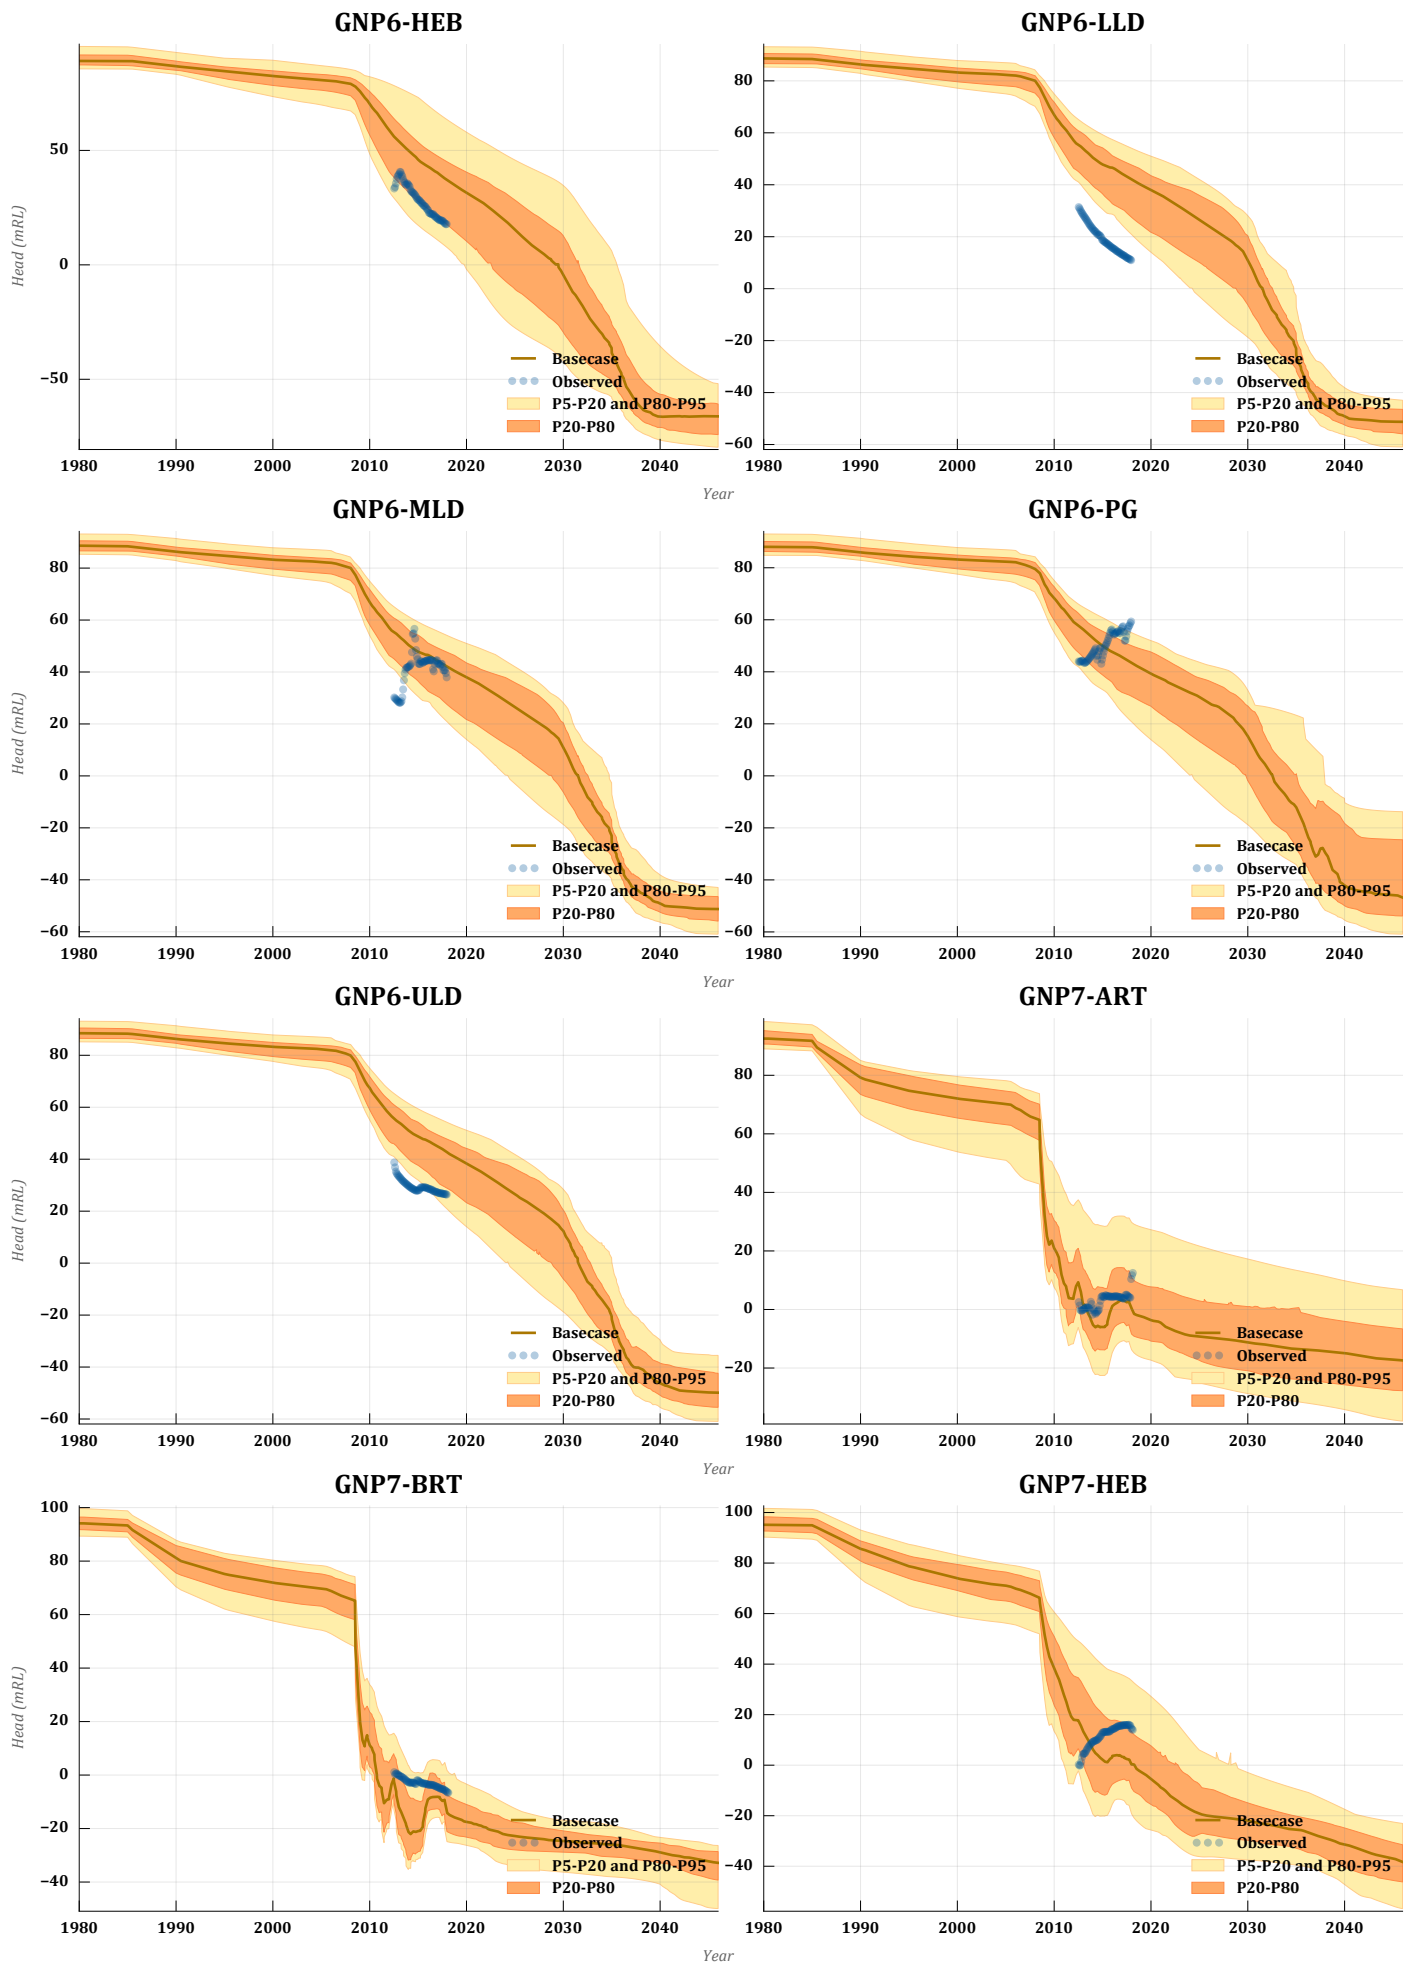 GNP6-HEB
GNP6-LLD
50
0
−50
Head (mRL)
Basecase
Observed
P5-P20 and P80-P95
P20-P80
1980 1990 2000 2010 2020 2030 2040
80
60
40
20
0
−20
−40
−60
Basecase
Observed
P5-P20 and P80-P95
P20-P80
1980 1990 2000 2010 2020 2030 2040
Year
GNP6-MLD
GNP6-PG
80
60
40
20
0
−20
−40
−60
Head (mRL)
Basecase
Observed
P5-P20 and P80-P95
P20-P80
1980 1990 2000 2010 2020 2030 2040
80
60
40
20
0
−20
−40
−60
Basecase
Observed
P5-P20 and P80-P95
P20-P80
1980 1990 2000 2010 2020 2030 2040
Year
GNP6-ULD
GNP7-ART
80
60
40
20
0
−20
−40
−60
Head (mRL)
Basecase
Observed
P5-P20 and P80-P95
P20-P80
1980 1990 2000 2010 2020 2030 2040
80
60
40
20
0
−20
Basecase
Observed
P5-P20 and P80-P95
P20-P80
1980 1990 2000 2010 2020 2030 2040
Year
GNP7-BRT
GNP7-HEB
100
80
60
40
20
0
−20
−40
Head (mRL)
Basecase
Observed
P5-P20 and P80-P95
P20-P80
1980 1990 2000 2010 2020 2030 2040
100
80
60
40
20
0
−20
−40
Basecase
Observed
P5-P20 and P80-P95
P20-P80
1980 1990 2000 2010 2020 2030 2040
Year